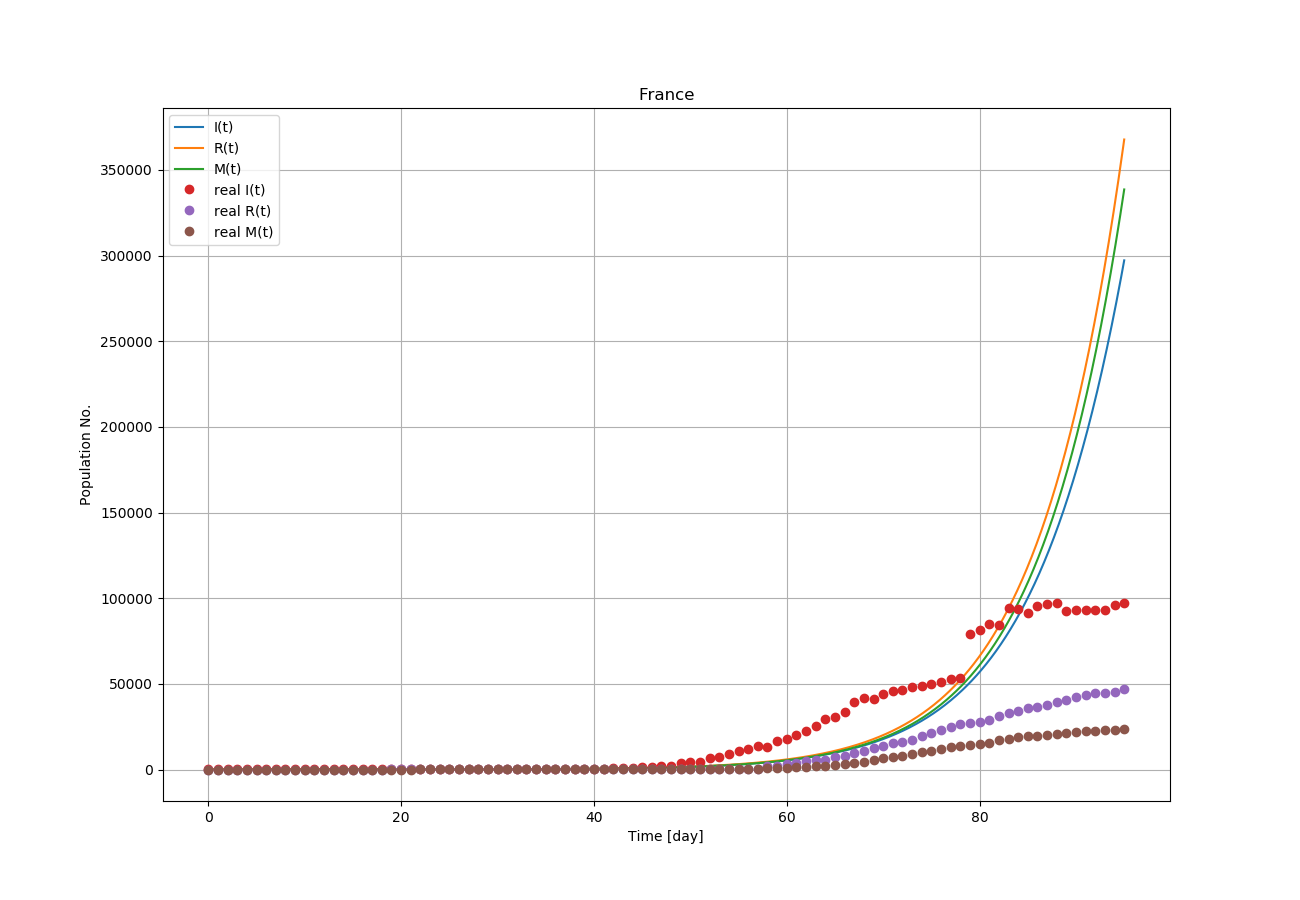 France
I(t)
R(t)
M(t)
real I(t)
real R(t)
real M(t)
350000
300000
250000
200000
150000
100000
50000
0
Population No.
0 20 40 60 80
Time [day]